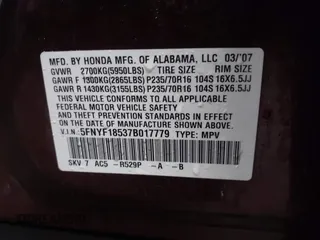 MFD. BY HONDA MFG. OF ALABAMA, LLC 03/'07
GVWR 2700KG(5950LBS) TIRE SIZE RIM SIZE
GAWR F 1300KG(2865LBS) P235/70R16 104S 16X6.5JJ
GAWR R 1430KG(3155LBS) P235/70R16 104S 16X6.5JJ
THIS VEHICLE CONFORMS TO ALL APPLICABLE FEDERAL
MOTOR VEHICLE SAFETY, BUMPER, AND THEFT PREVENTION
STANDARDS IN EFFECT ON THE DATE OF MANUFACTURE SHOWN ABOVE.
V.I.N: 5FNYF18537B017779 TYPE: MPV
SKV 7 AC5 - R529P - A - B